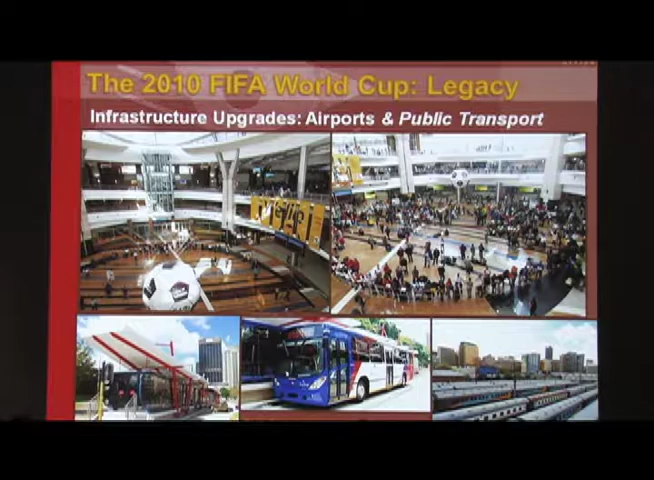 The 2010 FIFA World Cup: Legacy
Infrastructure Upgrades: Airports & Public Transport